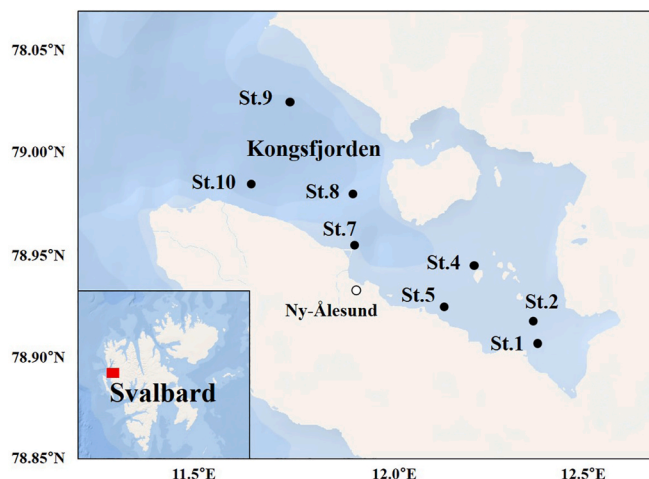 78.05°N
St.9
79.00°N
Kongsfjorden
St.10
St.8
St.7
78.95°N
St.4
Ny-Ålesund
St.5
St.2
St.1
78.90°N
Svalbard
78.85°N
11.5°E
12.0°E
12.5°E